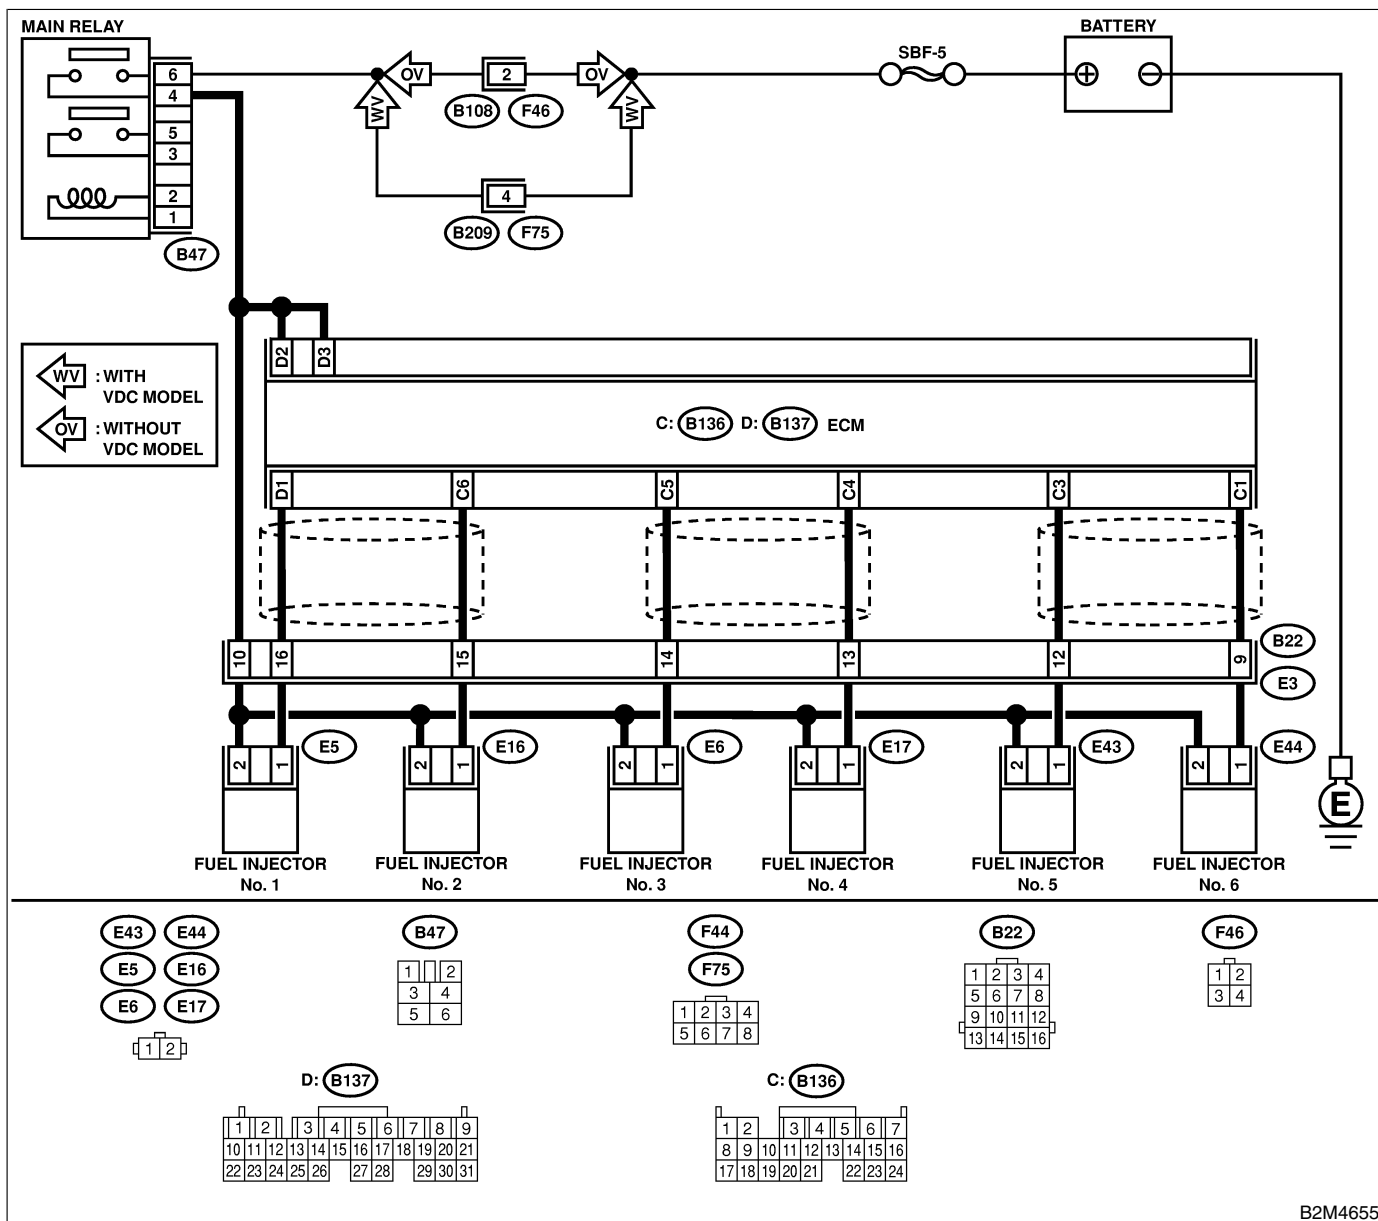 MAIN RELAY
BATTERY
SBF-5
6
4
5
3
2
1
B47
OV
2
OV
B108 F46
WV
WV
4
B209 F75
WV : WITH
VDC MODEL
OV : WITHOUT
VDC MODEL
D2 D3
C: B136 D: B137 ECM
D1 C6 C5 C4 C3 C1
10 16 15 14 13 12 9
B22
E3
2 1 E5
2 1 E16
2 1 E6
2 1 E17
2 1 E43
2 1 E44
E
FUEL INJECTOR
No. 1
FUEL INJECTOR
No. 2
FUEL INJECTOR
No. 3
FUEL INJECTOR
No. 4
FUEL INJECTOR
No. 5
FUEL INJECTOR
No. 6
E43 E44
E5 E16
E6 E17
1 2
B47
1 2
3 4
5 6
F44
F75
1 2 3 4
5 6 7 8
B22
1 2 3 4
5 6 7 8
9 10 11 12
13 14 15 16
F46
1 2
3 4
D: B137
1 2 3 4 5 6 7 8 9
10 11 12 13 14 15 16 17 18 19 20 21
22 23 24 25 26 27 28 29 30 31
C: B136
1 2 3 4 5 6 7
8 9 10 11 12 13 14 15 16
17 18 19 20 21 22 23 24
B2M4655